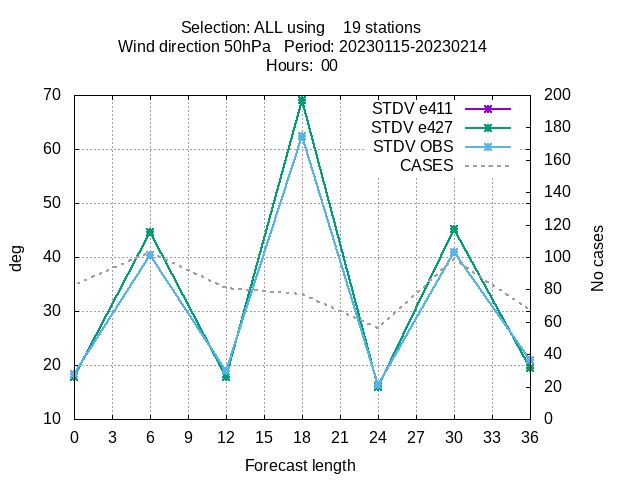 Selection: ALL using    19 stations
Wind direction 50hPa   Period: 20230115-20230214
Hours:  00
STDV e411
STDV e427
STDV OBS
CASES
70
60
50
40
30
20
10
deg
200
180
160
140
120
100
80
60
40
20
0
No cases
0 3 6 9 12 15 18 21 24 27 30 33 36
Forecast length